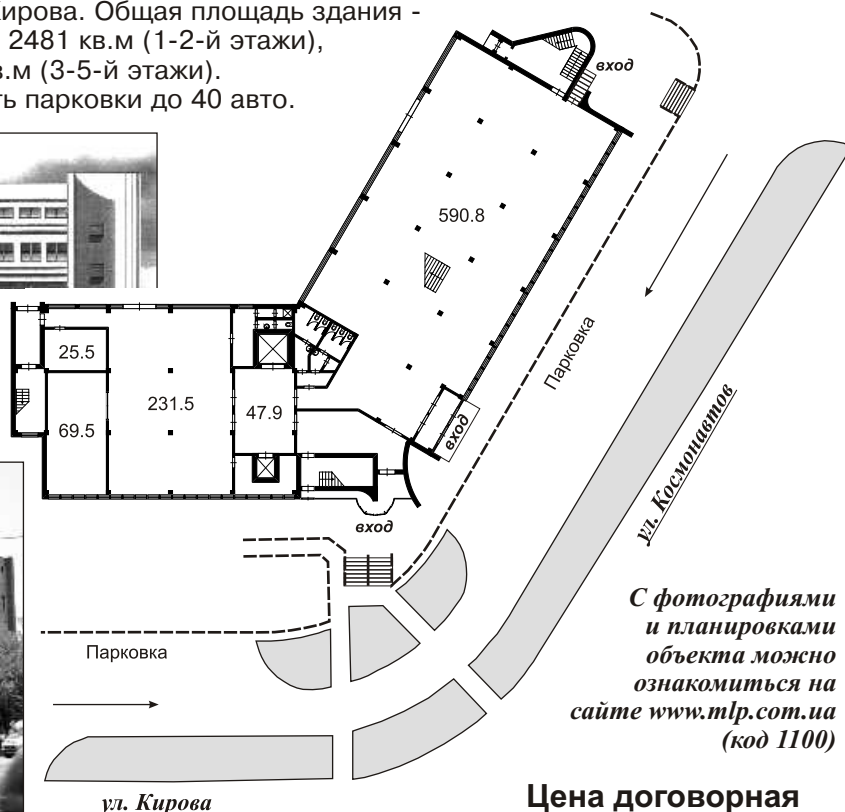 Кирова. Общая площадь здания -
2481 кв.м (1-2-й этажи),
(3-5-й этажи).
парковки до 40 авто.
вход
590.8
Парковка
25.5
231.5
47.9
69.5
вход
ул. Космонавтов
вход
С фотографиями
и планировками
объекта можно
ознакомиться на
сайте www.mlp.com.ua
(код 1100)
Парковка
Цена договорная
ул. Кирова